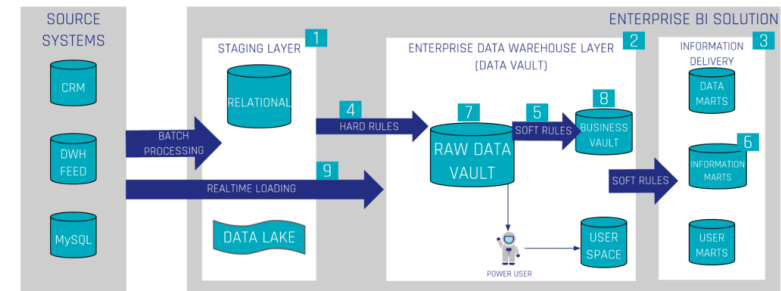 SOURCE
SYSTEMS
CRM
DWH
FEED
MySQL
BATCH
PROCESSING
REALTIME LOADING
9
ENTERPRISE BI SOLUTION
STAGING LAYER
1
RELATIONAL
DATA LAKE
4
HARD RULES
ENTERPRISE DATA WAREHOUSE LAYER
(DATA VAULT)
2
7
RAW DATA
VAULT
5
SOFT RULES
8
BUSINESS
VAULT
POWER USER
USER
SPACE
SOFT RULES
INFORMATION
DELIVERY
3
DATA
MARTS
6
INFORMATION
MARTS
USER
MARTS